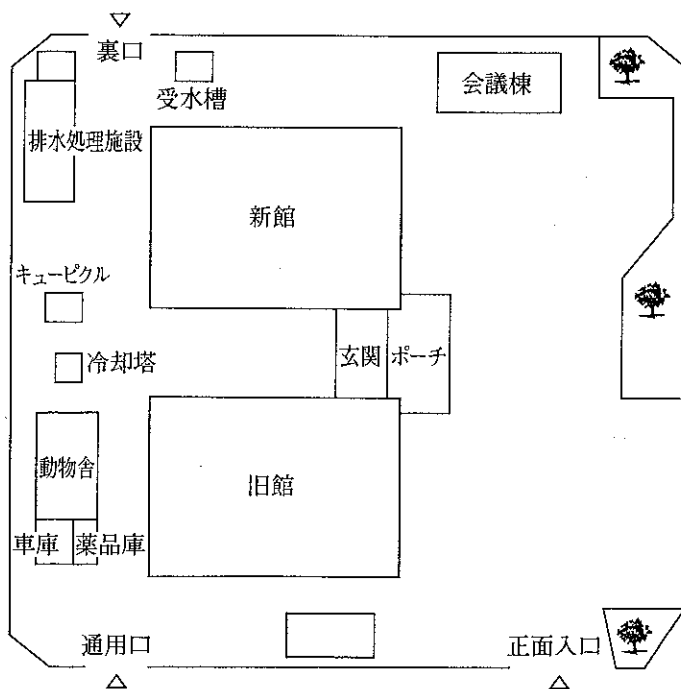 裏口
受水槽
会議棟
排水処理施設
新館
キュービクル
玄関
ポーチ
冷却塔
動物舎
旧館
車庫
薬品庫
通用口
正面入口